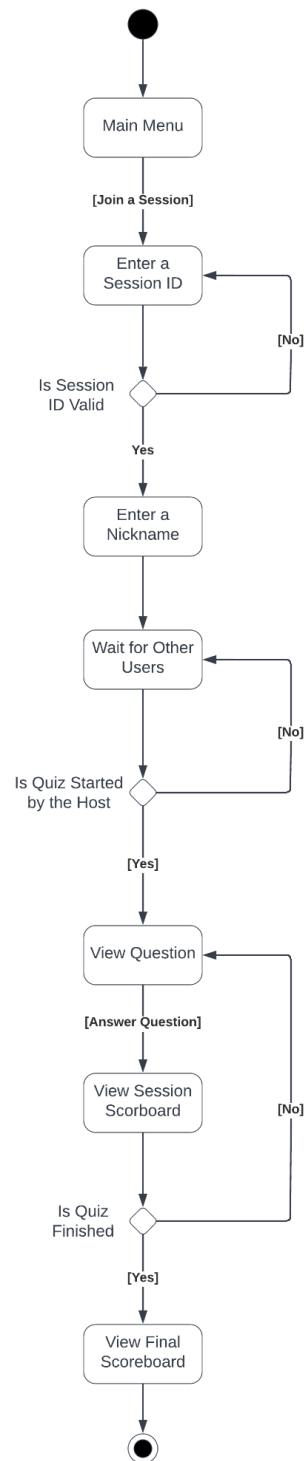 Main Menu
[Join a Session]
Enter a
Session ID
[No]
Is Session
ID Valid
Yes
Enter a
Nickname
Wait for Other
Users
[No]
Is Quiz Started
by the Host
[Yes]
View Question
[Answer Question]
View Session
Scorboard
[No]
Is Quiz
Finished
[Yes]
View Final
Scoreboard